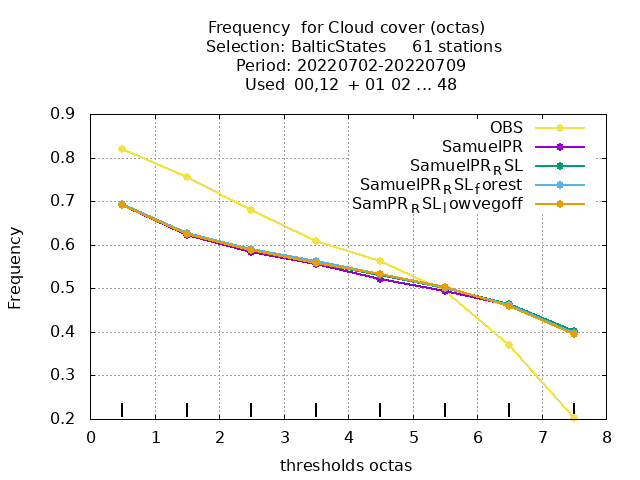 Frequency for Cloud cover (octas)
Selection: BalticStates 61 stations
Period: 20220702-20220709
Used 00,12 + 01 02 ... 48
0.9
0.8
0.7
0.6
0.5
0.4
0.3
0.2
Frequency
OBS
SamuelPR
SamuelPR_RSL
SamuelPR_RSL_forest
SamPR_RSL_lowvegoff
0 1 2 3 4 5 6 7 8
thresholds octas